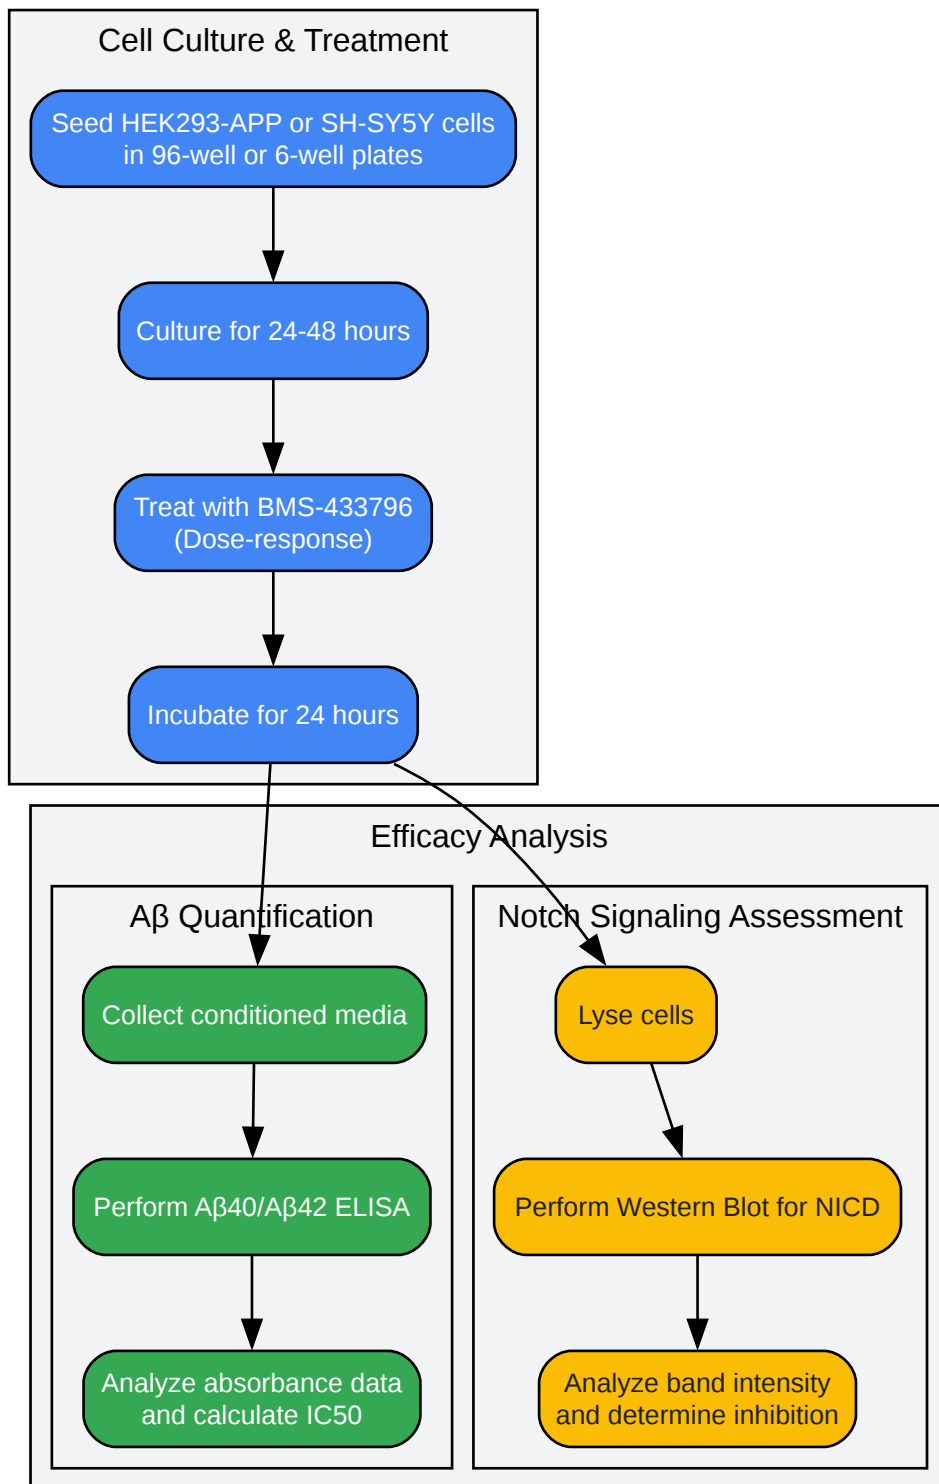 Cell Culture & Treatment
Seed HEK293-APP or SH-SY5Y cells
in 96-well or 6-well plates
Culture for 24-48 hours
Treat with BMS-433796
(Dose-response)
Incubate for 24 hours
Efficacy Analysis
Aβ Quantification
Collect conditioned media
Perform Aβ40/Aβ42 ELISA
Analyze absorbance data
and calculate IC50
Notch Signaling Assessment
Lyse cells
Perform Western Blot for NICD
Analyze band intensity
and determine inhibition